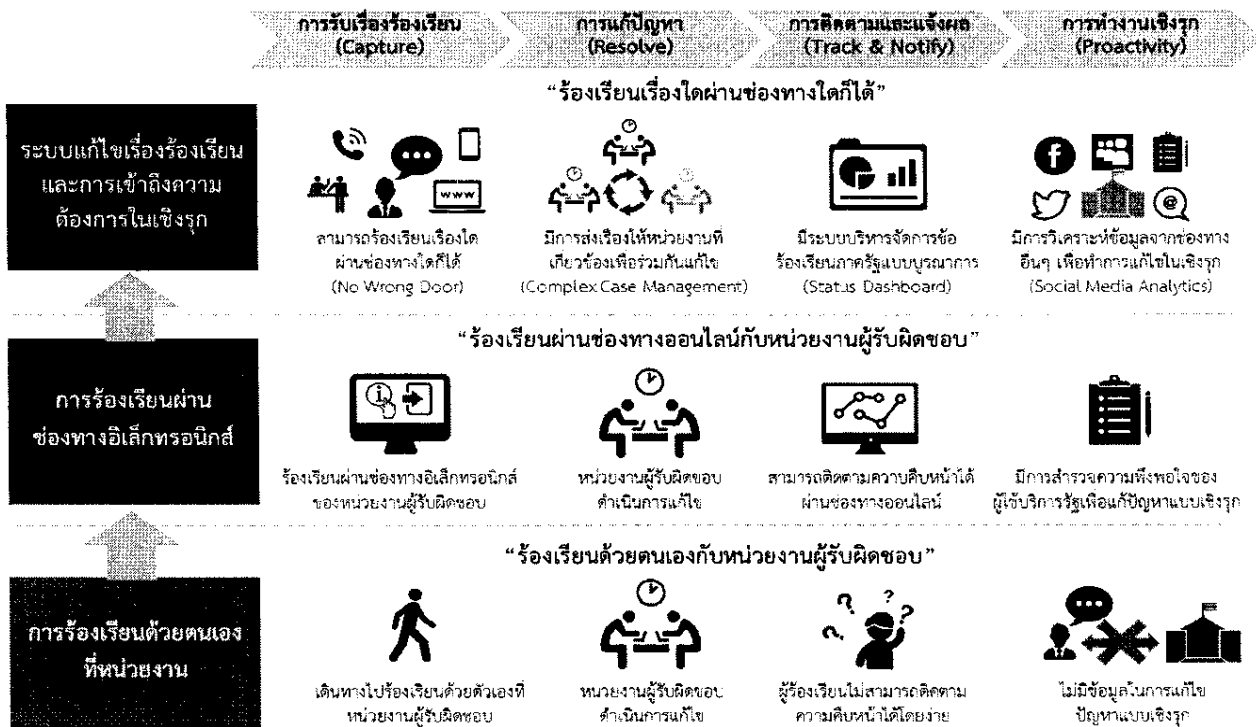 การรับเรื่องร้องเรียน
(Capture)
การแก้ปัญหา
(Resolve)
การติดตามและแจ้งผล
(Track & Notify)
การทำงานเชิงรุก
(Proactivity)
“ร้องเรียนเรื่องใดผ่านช่องทางใดก็ได้”
ระบบแก้ไขเรื่องร้องเรียน
และการเข้าถึงความ
ต้องการในเชิงรุก
www
สามารถร้องเรียนเรื่องใด
ผ่านช่องทางใดก็ได้
(No Wrong Door)
มีการส่งเรื่องให้หน่วยงานที่
เกี่ยวข้องเพื่อร่วมกันแก้ไข
(Complex Case Management)
มีระบบบริหารจัดการข้อ
ร้องเรียนภาครัฐแบบบูรณาการ
(Status Dashboard)
มีการวิเคราะห์ข้อมูลจากช่องทาง
อื่นๆ เพื่อทำการแก้ไขในเชิงรุก
(Social Media Analytics)
“ร้องเรียนผ่านช่องทางออนไลน์กับหน่วยงานผู้รับผิดชอบ”
การร้องเรียนผ่าน
ช่องทางอิเล็กทรอนิกส์
ร้องเรียนผ่านช่องทางอิเล็กทรอนิกส์
ของหน่วยงานผู้รับผิดชอบ
หน่วยงานผู้รับผิดชอบ
ดำเนินการแก้ไข
สามารถติดตามความคืบหน้าได้
ผ่านช่องทางออนไลน์
มีการสำรวจความพึงพอใจของ
ผู้ใช้บริการรัฐเพื่อแก้ปัญหาแบบเชิงรุก
“ร้องเรียนด้วยตนเองกับหน่วยงานผู้รับผิดชอบ”
การร้องเรียนด้วยตนเอง
ที่หน่วยงาน
เดินทางไปร้องเรียนด้วยตัวเองที่
หน่วยงานผู้รับผิดชอบ
หน่วยงานผู้รับผิดชอบ
ดำเนินการแก้ไข
ผู้ร้องเรียนไม่สามารถติดตาม
ความคืบหน้าได้โดยง่าย
ไม่มีข้อมูลในการแก้ไข
ปัญหาแบบเชิงรุก